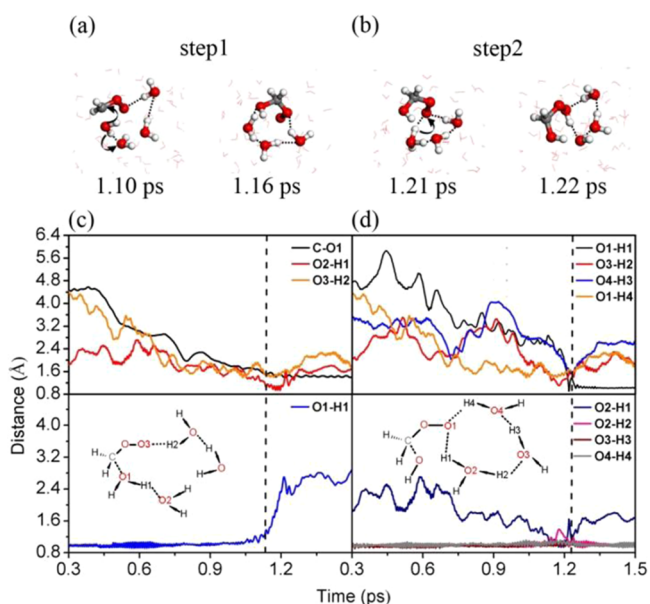 (a)
(b)
step1
step2
1.10 ps
1.16 ps
1.21 ps
1.22 ps
(c)
(d)
6.4
5.6
4.8
4.0
3.2
2.4
1.6
0.8
C-O1
O2-H1
O3-H2
O1-H1
O3-H2
O4-H3
O1-H4
Distance (Å)
4.0
3.2
2.4
1.6
0.8
O1-H1
O2-H1
O2-H2
O3-H3
O4-H4
H
O O3 H2 O
H C H
H O1 O H
H H1 O2 H
H
H4 O4 H
O O1 H3
H C H1 O3
H O O2 H2 H
H H
0.3 0.6 0.9 1.2 0.3 0.6 0.9 1.2 1.5
Time (ps)